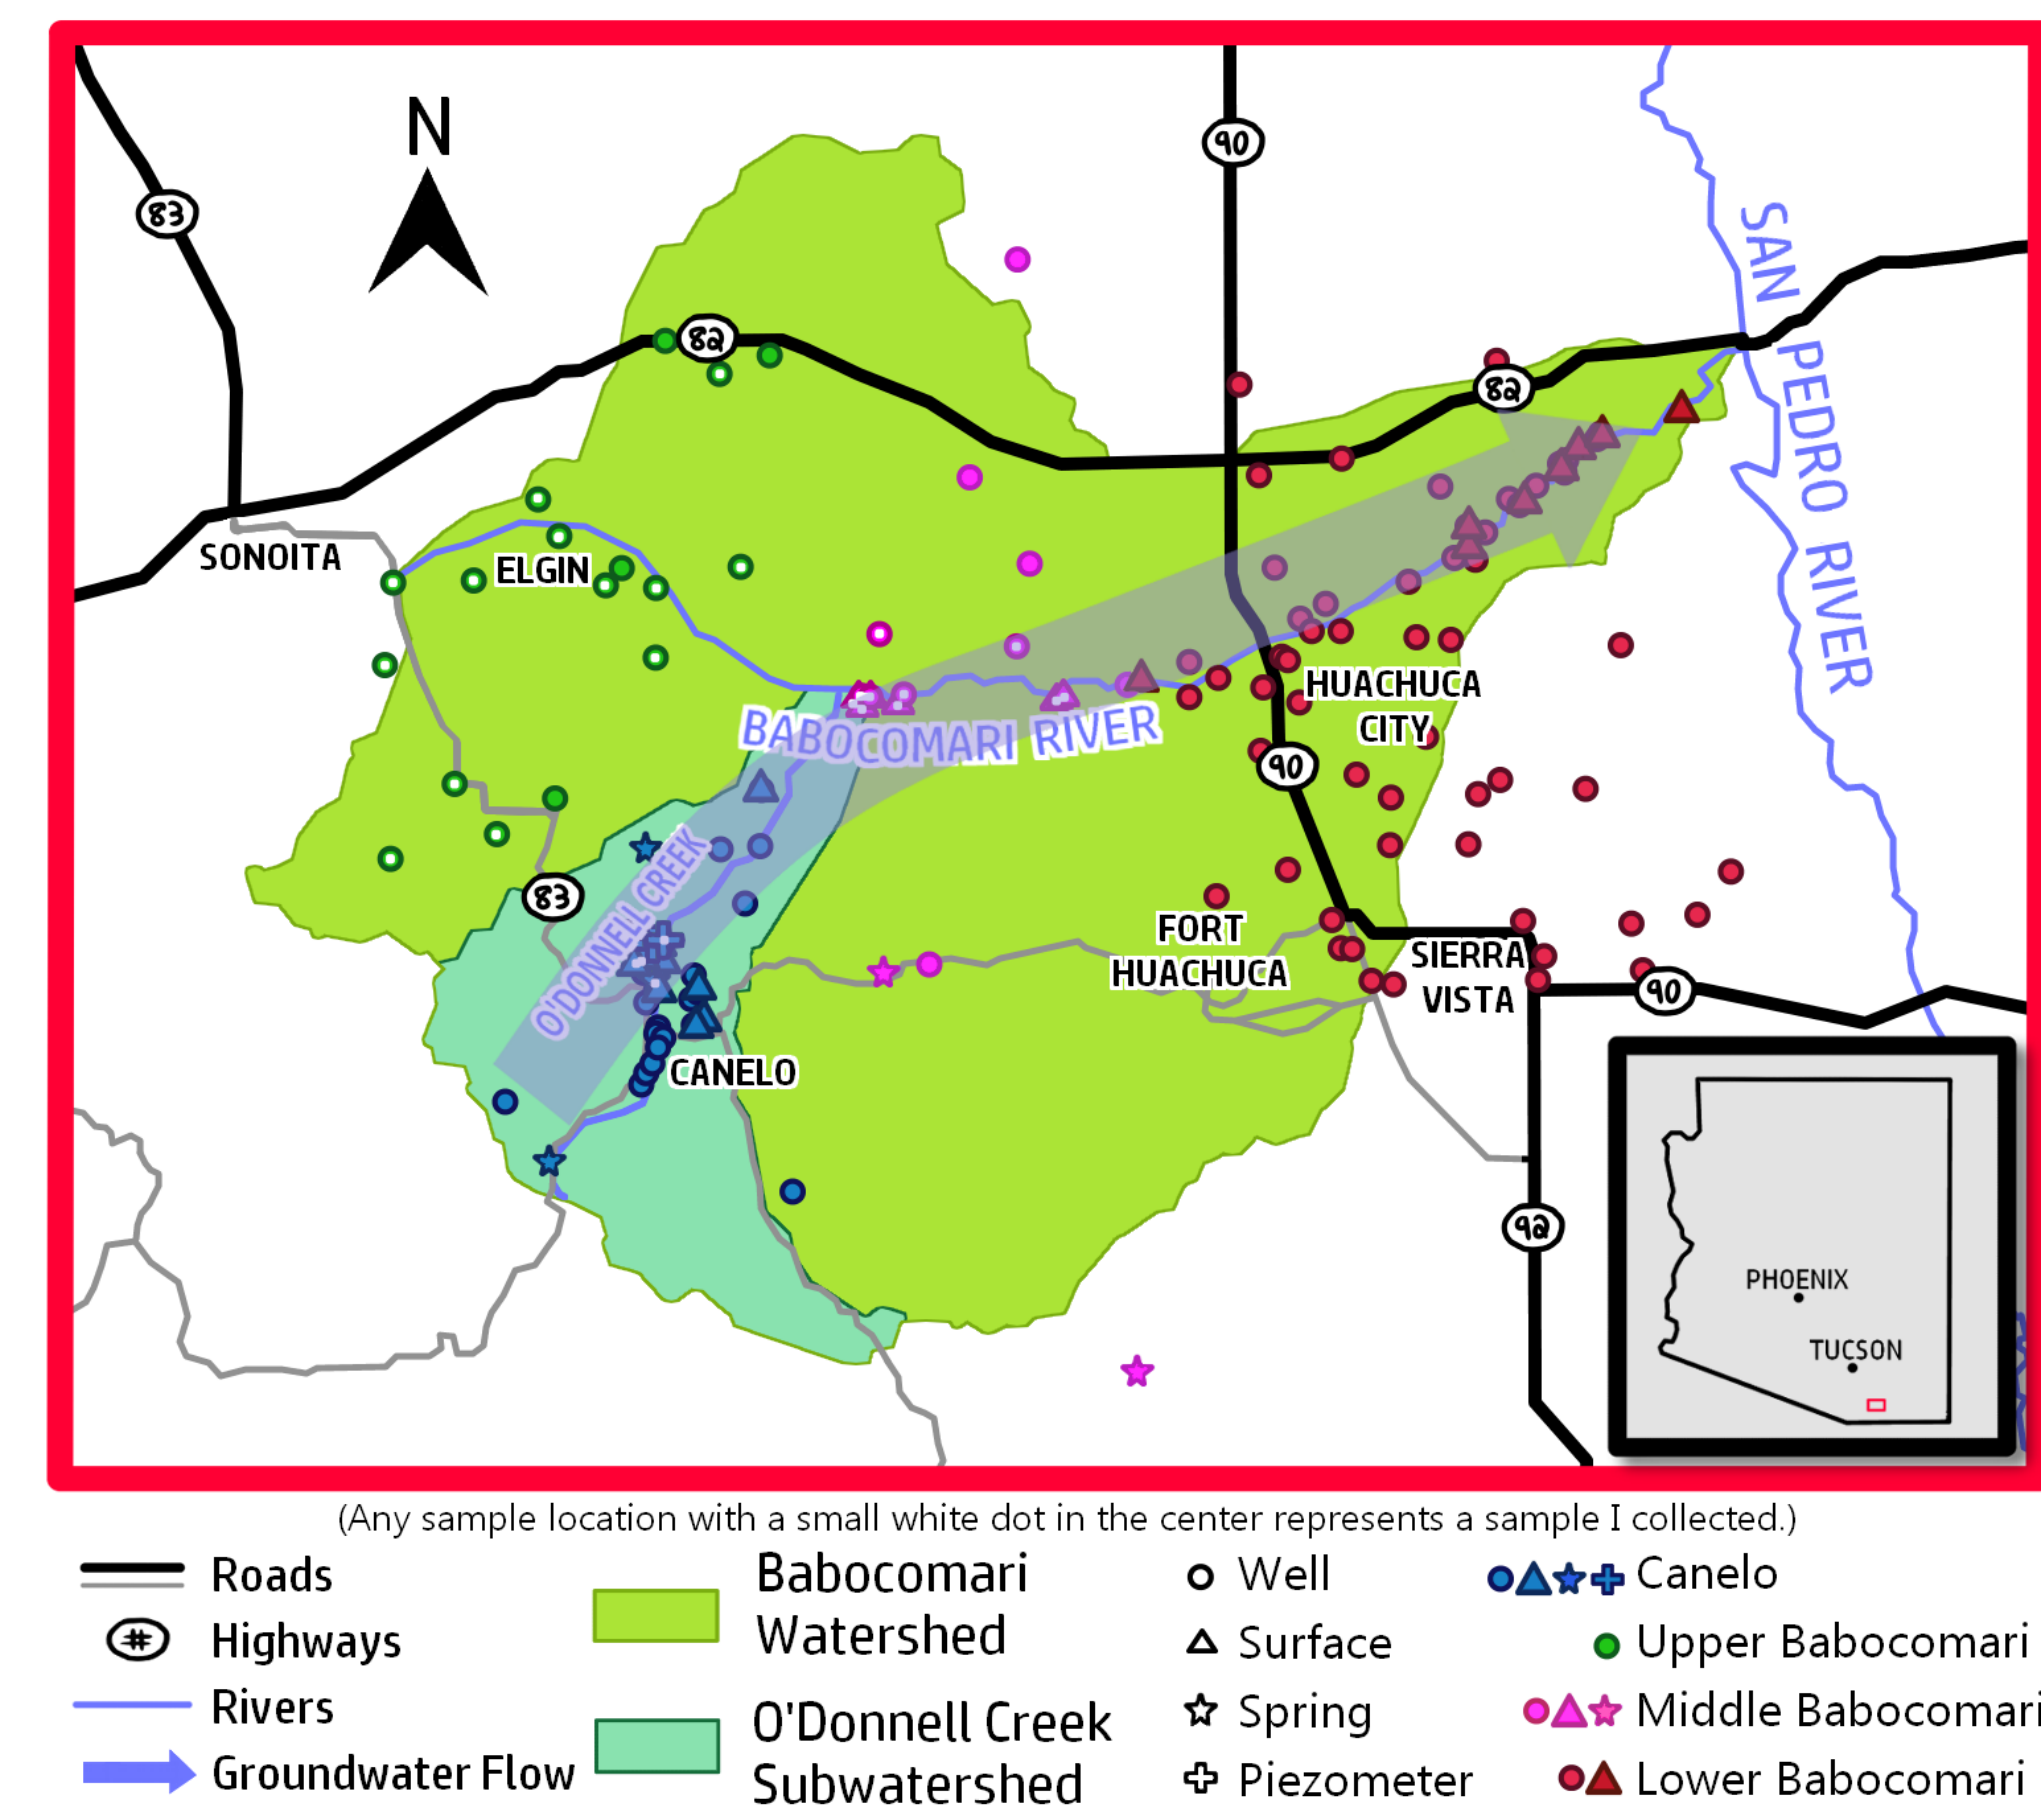 N
90
83
SAN PEDRO RIVER
82
82
SONOITA
ELGIN
HUACHUCA
CITY
BABOCOMARI RIVER
90
O'DONNELL CREEK
83
FORT
HUACHUCA
SIERRA
VISTA
90
CANELO
92
PHOENIX
TUCSON
(Any sample location with a small white dot in the center represents a sample I collected.)
Roads
# Highways
Rivers
Groundwater Flow
Babocomari
Watershed
O'Donnell Creek
Subwatershed
Well
Surface
Spring
Piezometer
Canelo
Upper Babocomari
Middle Babocomari
Lower Babocomari